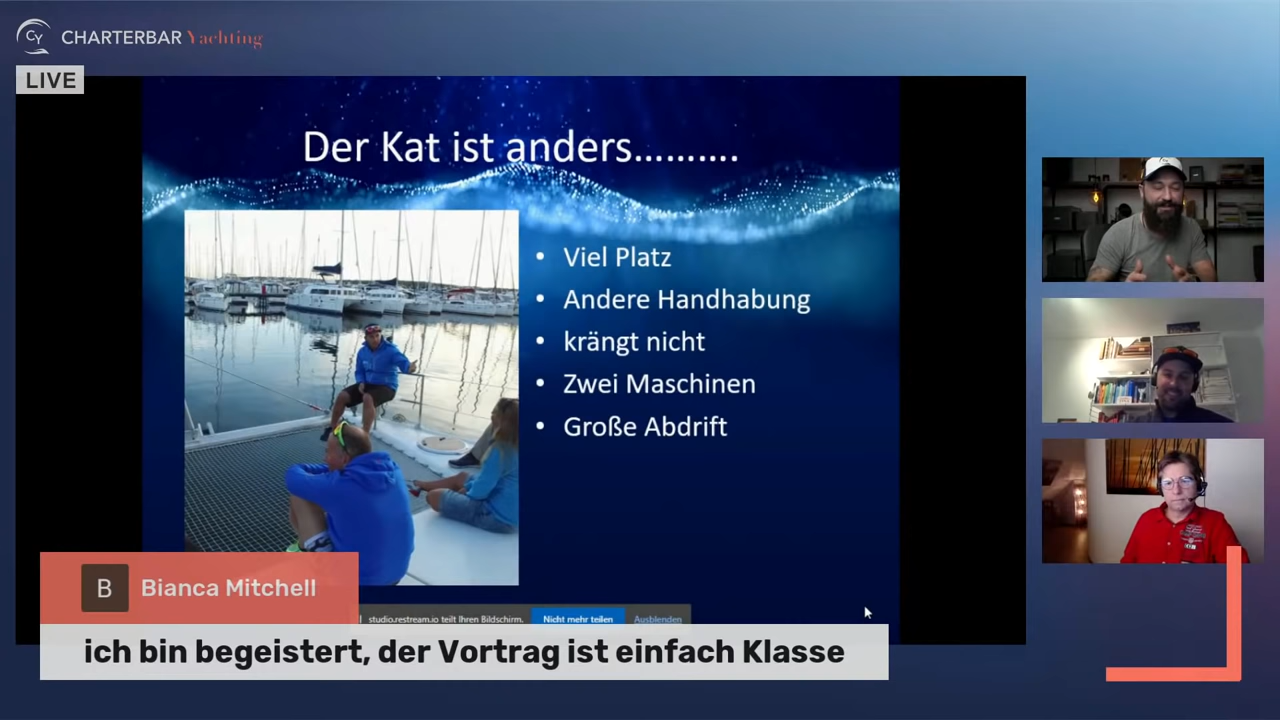 CY CHARTERBAR Yachting
LIVE
Der Kat ist anders..........
• Viel Platz
• Andere Handhabung
• krängt nicht
• Zwei Maschinen
• Große Abdrift
B Bianca Mitchell
studio.restream.io teilt Ihren Bildschirm. Nicht mehr teilen Ausblenden
ich bin begeistert, der Vortrag ist einfach Klasse